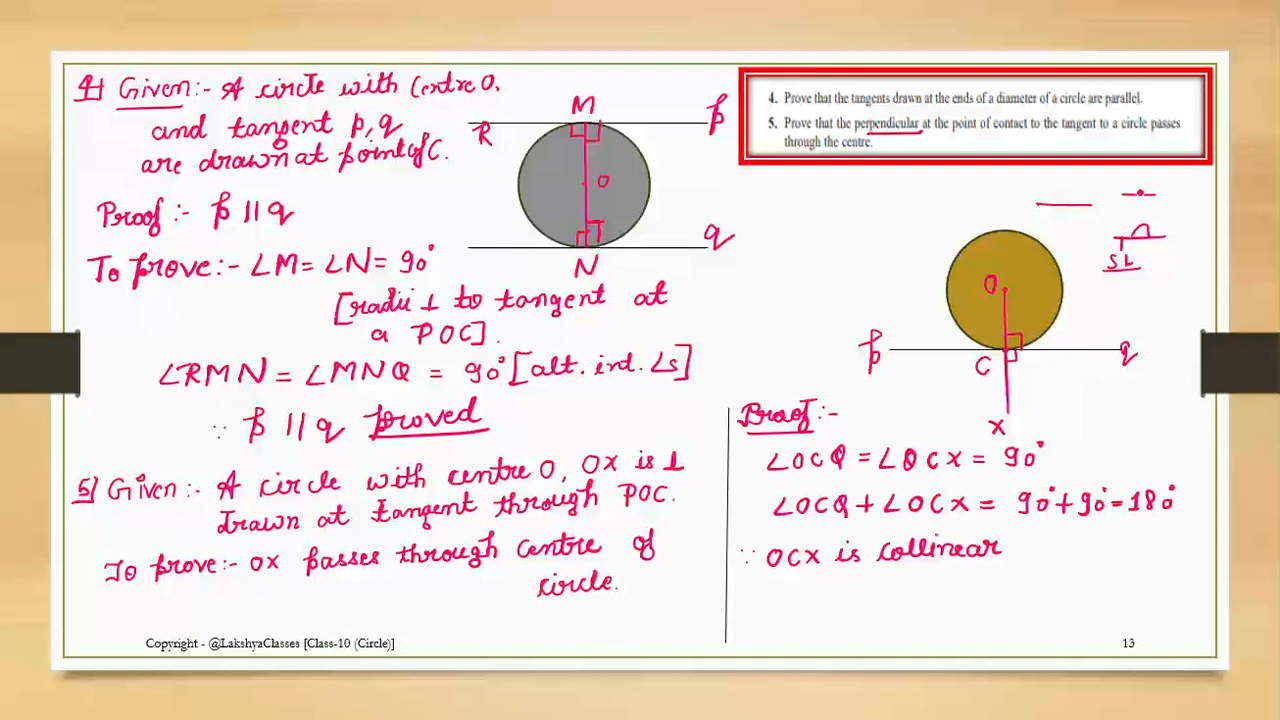 4) Given:- A circle with Centre O,
and tangent p, q
are drawn at point of C.
Proof:- p || q
To prove:- ∠M = ∠N = 90°
[radii ⊥ to tangent at
a POC].
∠RMN = ∠MNQ = 90° [alt. int. ∠s]
∵ p || q proved
5) Given:- A circle with centre O, OX is ⊥
drawn at tangent through POC.
To prove:- OX passes through centre of
circle.
M
R
p
O
N
q
4. Prove that the tangents drawn at the ends of a diameter of a circle are parallel.
5. Prove that the perpendicular at the point of contact to the tangent to a circle passes
through the centre.
SL
O
p
C
q
X
Proof:-
∠OCQ = ∠OCX = 90°
∠OCQ + ∠OCX = 90° + 90° = 180°
∵ OCX is collinear
Copyright - @LakshyaClasses [Class-10 (Circle)]
13